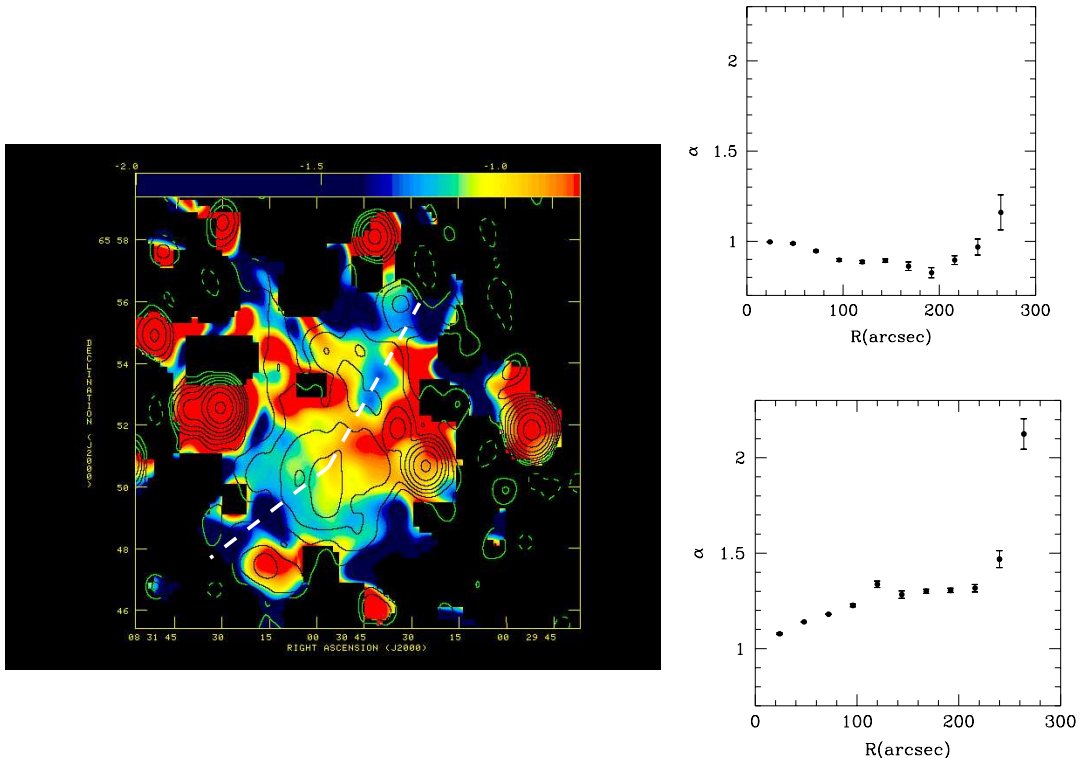 -2.0 -1.5 -1.0
65 58
56
54
52
50
48
46
DECLINATION (J2000)
08 31 45 30 15 00 30 45 30 15 00 29 45
RIGHT ASCENSION (J2000)
2
1.5
1
α
0 100 200 300
R(arcsec)
2
1.5
1
α
0 100 200 300
R(arcsec)